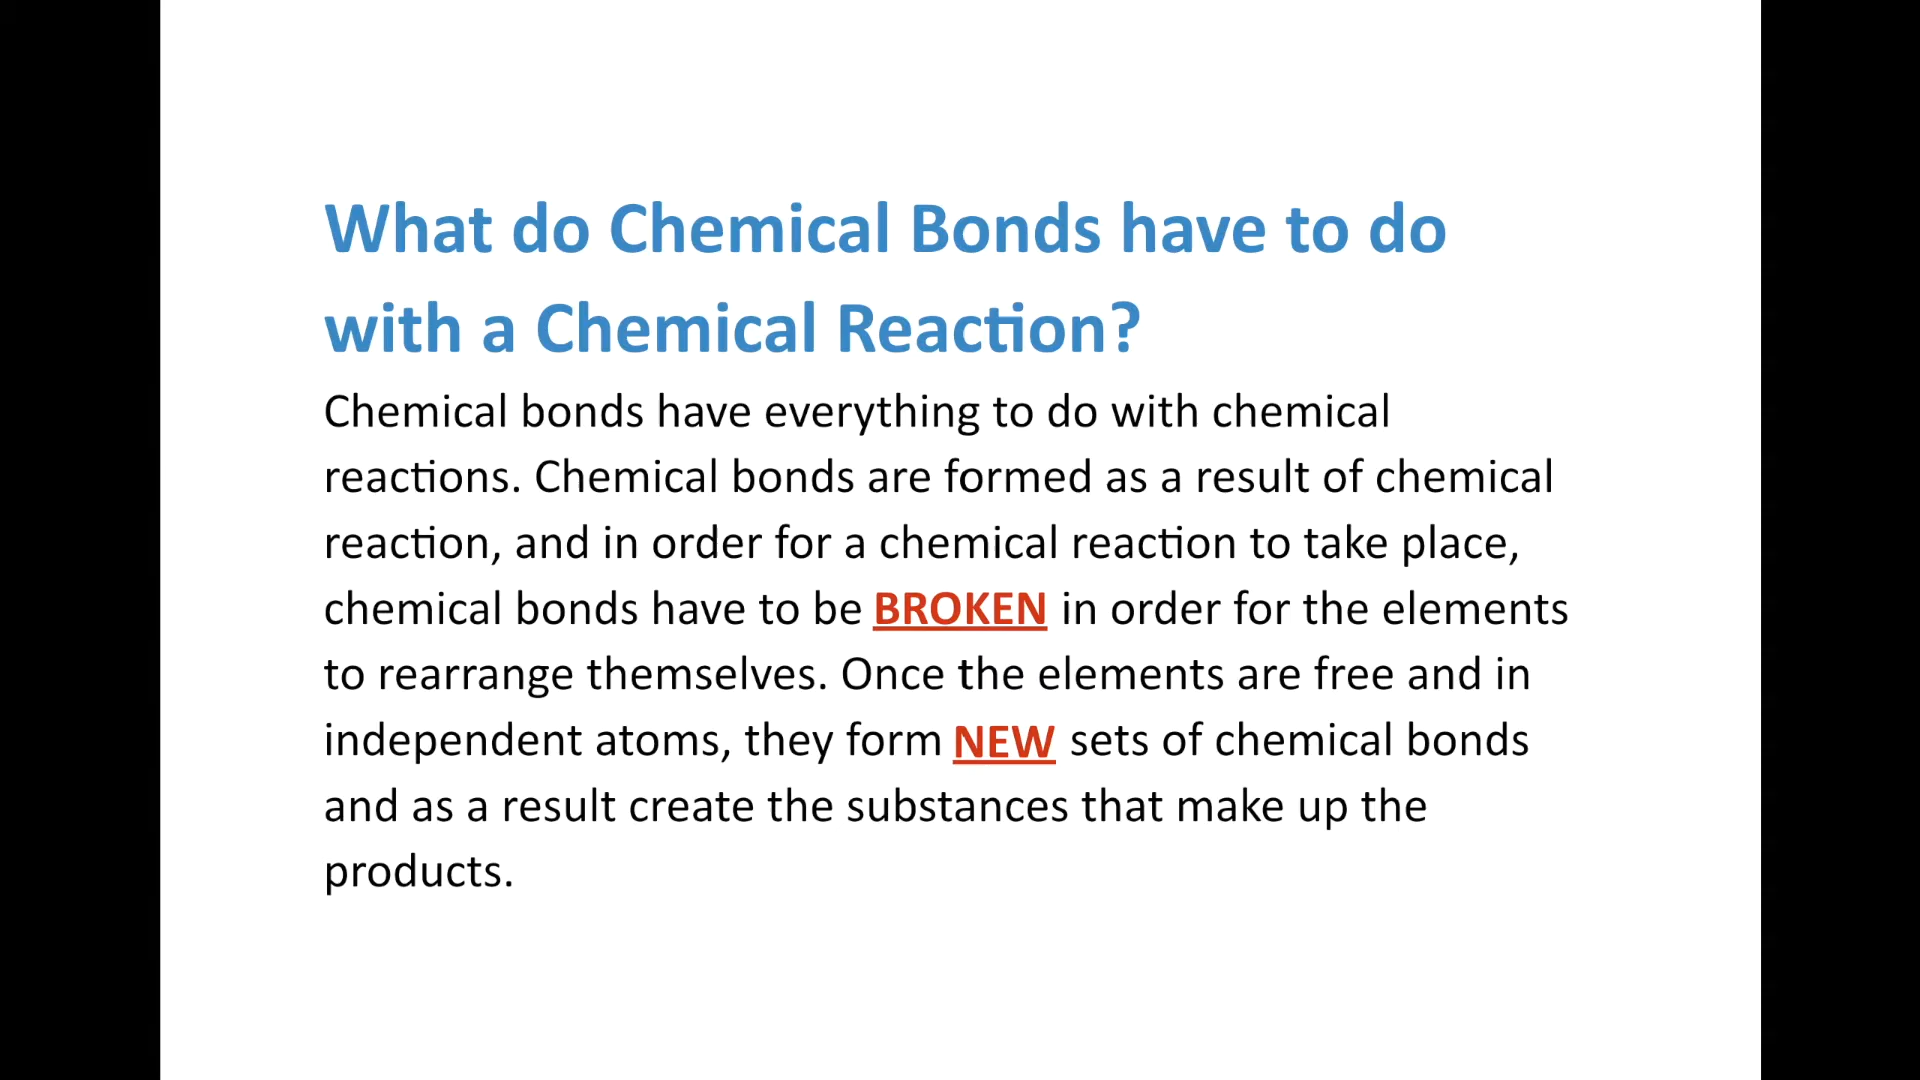 What do Chemical Bonds have to do
with a Chemical Reaction?
Chemical bonds have everything to do with chemical
reactions. Chemical bonds are formed as a result of chemical
reaction, and in order for a chemical reaction to take place,
chemical bonds have to be BROKEN in order for the elements
to rearrange themselves. Once the elements are free and in
independent atoms, they form NEW sets of chemical bonds
and as a result create the substances that make up the
products.